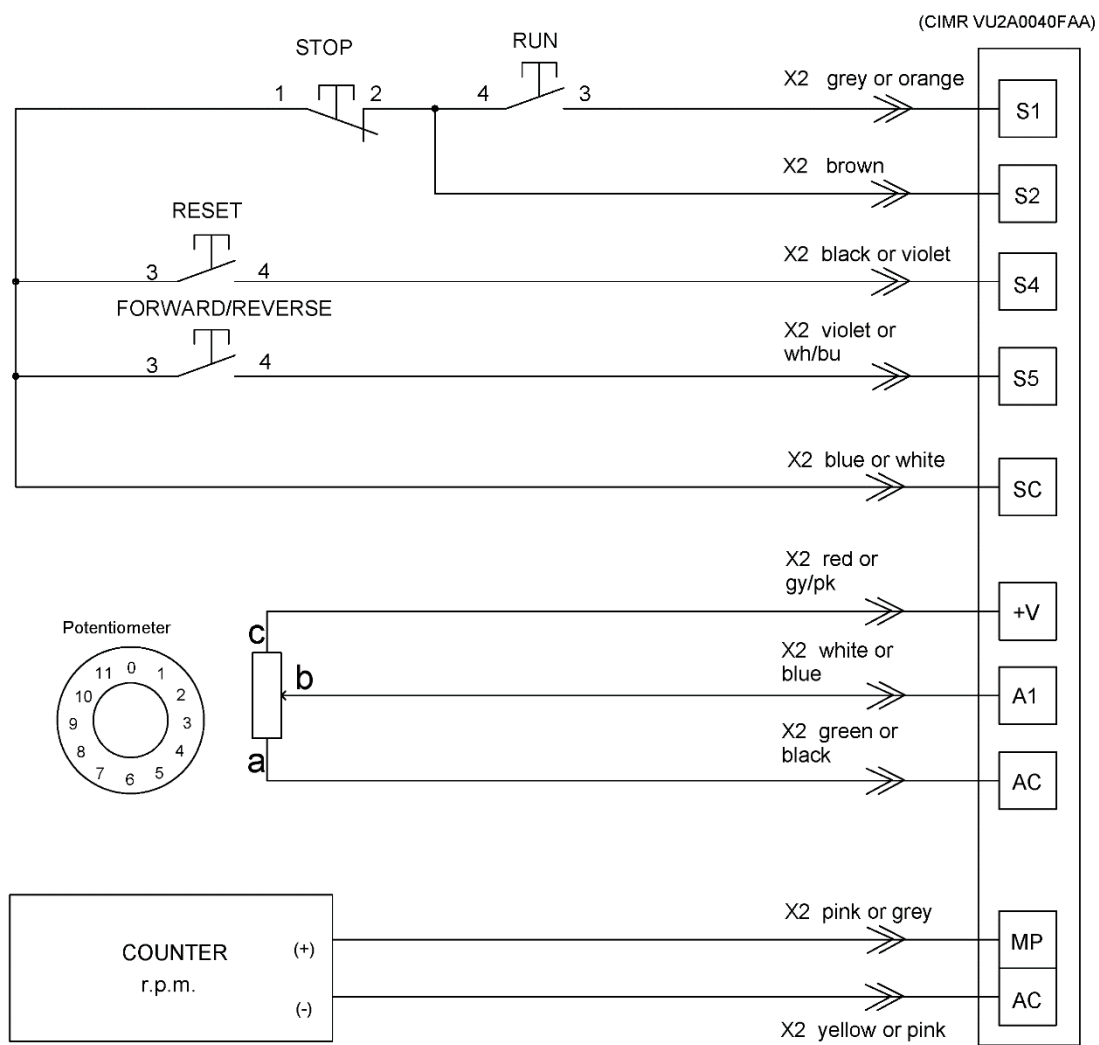 (CIMR VU2A0040FAA)
STOP
RUN
1
2
4
3
X2 grey or orange
S1
X2 brown
S2
RESET
3
4
X2 black or violet
S4
FORWARD/REVERSE
3
4
X2 violet or
wh/bu
S5
X2 blue or white
SC
X2 red or
gy/pk
+V
Potentiometer
0
1
2
3
4
5
6
7
8
9
10
11
c
b
a
X2 white or
blue
A1
X2 green or
black
AC
COUNTER
r.p.m.
(+)
(-)
X2 pink or grey
MP
AC
X2 yellow or pink